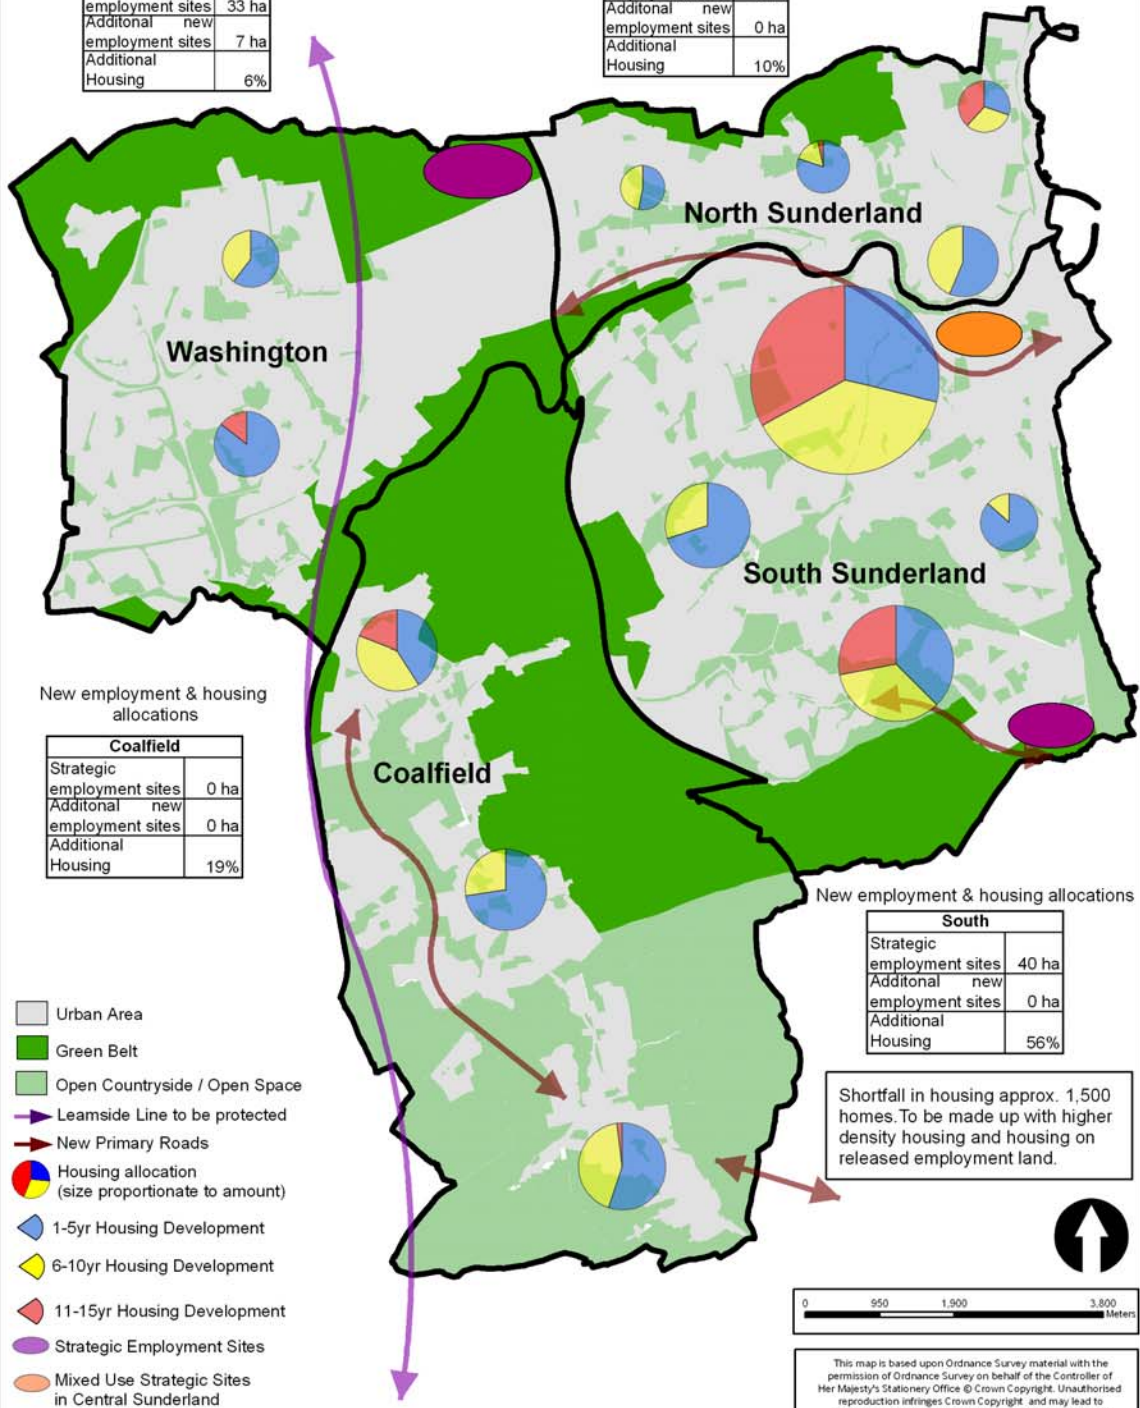 employment sites 33 ha
Additonal new
employment sites 7 ha
Additional
Housing 6%
Additonal new
employment sites 0 ha
Additional
Housing 10%
North Sunderland
Washington
South Sunderland
New employment & housing
allocations
Coalfield
Strategic
employment sites 0 ha
Additonal new
employment sites 0 ha
Additional
Housing 19%
Coalfield
New employment & housing allocations
South
Strategic
employment sites 40 ha
Additonal new
employment sites 0 ha
Additional
Housing 56%
Shortfall in housing approx. 1,500
homes.To be made up with higher
density housing and housing on
released employment land.
Urban Area
Green Belt
Open Countryside / Open Space
Leamside Line to be protected
New Primary Roads
Housing allocation
(size proportionate to amount)
1-5yr Housing Development
6-10yr Housing Development
11-15yr Housing Development
Strategic Employment Sites
Mixed Use Strategic Sites
in Central Sunderland
0 950 1,900 3,800
Meters
This map is based upon Ordnance Survey material with the
permission of Ordnance Survey on behalf of the Controller of
Her Majesty's Stationery Office © Crown Copyright. Unauthorised
reproduction infringes Crown Copyright and may lead to